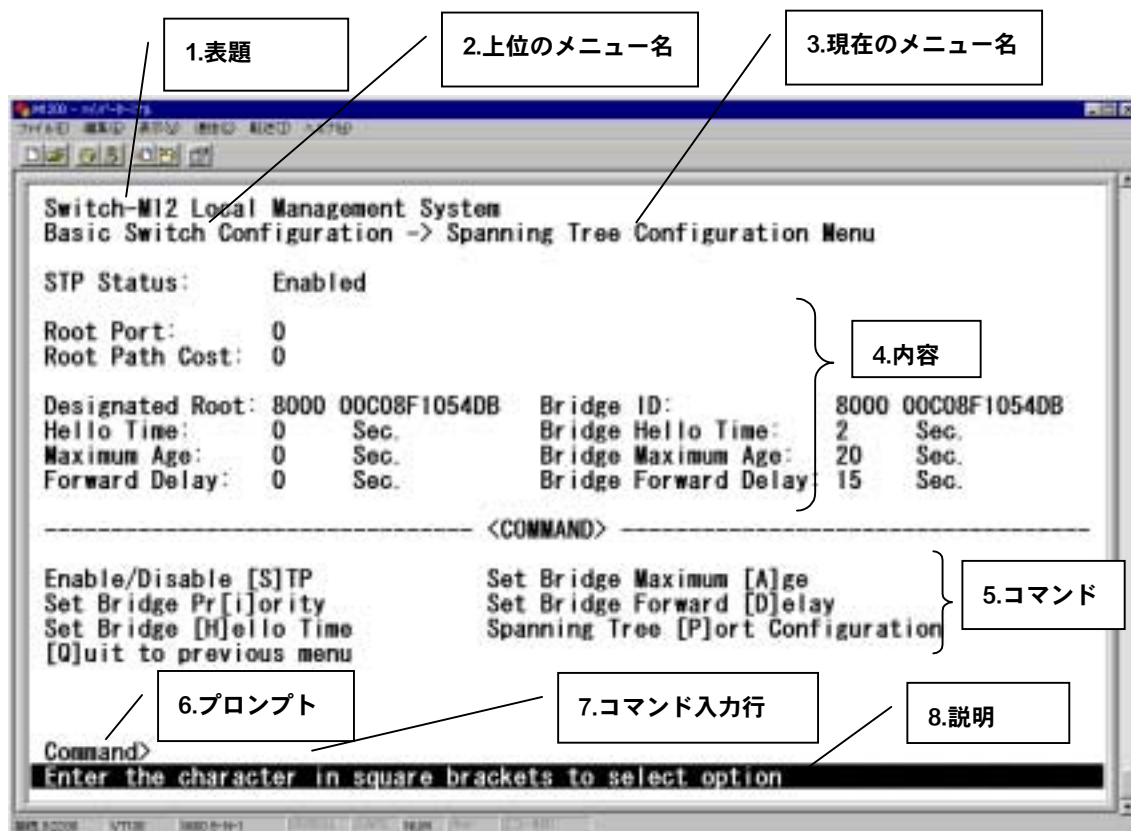 1.表題
2.上位のメニュー名
3.現在のメニュー名
Switch-M12 Local Management System
Basic Switch Configuration -> Spanning Tree Configuration Menu
STP Status: Enabled
Root Port: 0
Root Path Cost: 0
4.内容
Designated Root: 8000 00C08F1054DB Bridge ID: 8000 00C08F1054DB
Hello Time: 0 Sec. Bridge Hello Time: 2 Sec.
Maximum Age: 0 Sec. Bridge Maximum Age: 20 Sec.
Forward Delay: 0 Sec. Bridge Forward Delay: 15 Sec.
<COMMAND>
Enable/Disable [S]TP Set Bridge Maximum [A]ge
Set Bridge Pr[i]ority Set Bridge Forward [D]elay
Set Bridge [H]ello Time Spanning Tree [P]ort Configuration
[Q]uit to previous menu
5.コマンド
6.プロンプト
7.コマンド入力行
8.説明
Command>
Enter the character in square brackets to select option